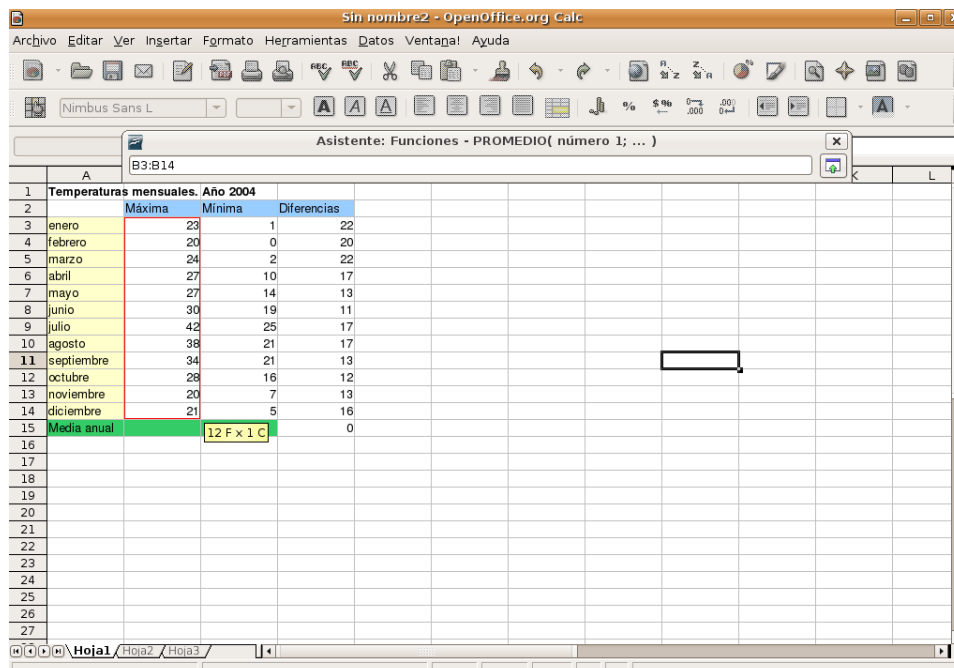 Sin nombre2 - OpenOffice.org Calc
Archivo Editar Ver Insertar Formato Herramientas Datos Ventana! Ayuda
Nimbus Sans L
Asistente: Funciones - PROMEDIO( número 1; ... )
B3:B14
A K L
1 Temperaturas mensuales. Año 2004
2 Máxima Mínima Diferencias
3 enero 23 1 22
4 febrero 20 0 20
5 marzo 24 2 22
6 abril 27 10 17
7 mayo 27 14 13
8 junio 30 19 11
9 julio 42 25 17
10 agosto 38 21 17
11 septiembre 34 21 13
12 octubre 28 16 12
13 noviembre 20 7 13
14 diciembre 21 5 16
15 Media anual 12 F x 1 C 0
16
17
18
19
20
21
22
23
24
25
26
27
Hoja1 Hoja2 Hoja3